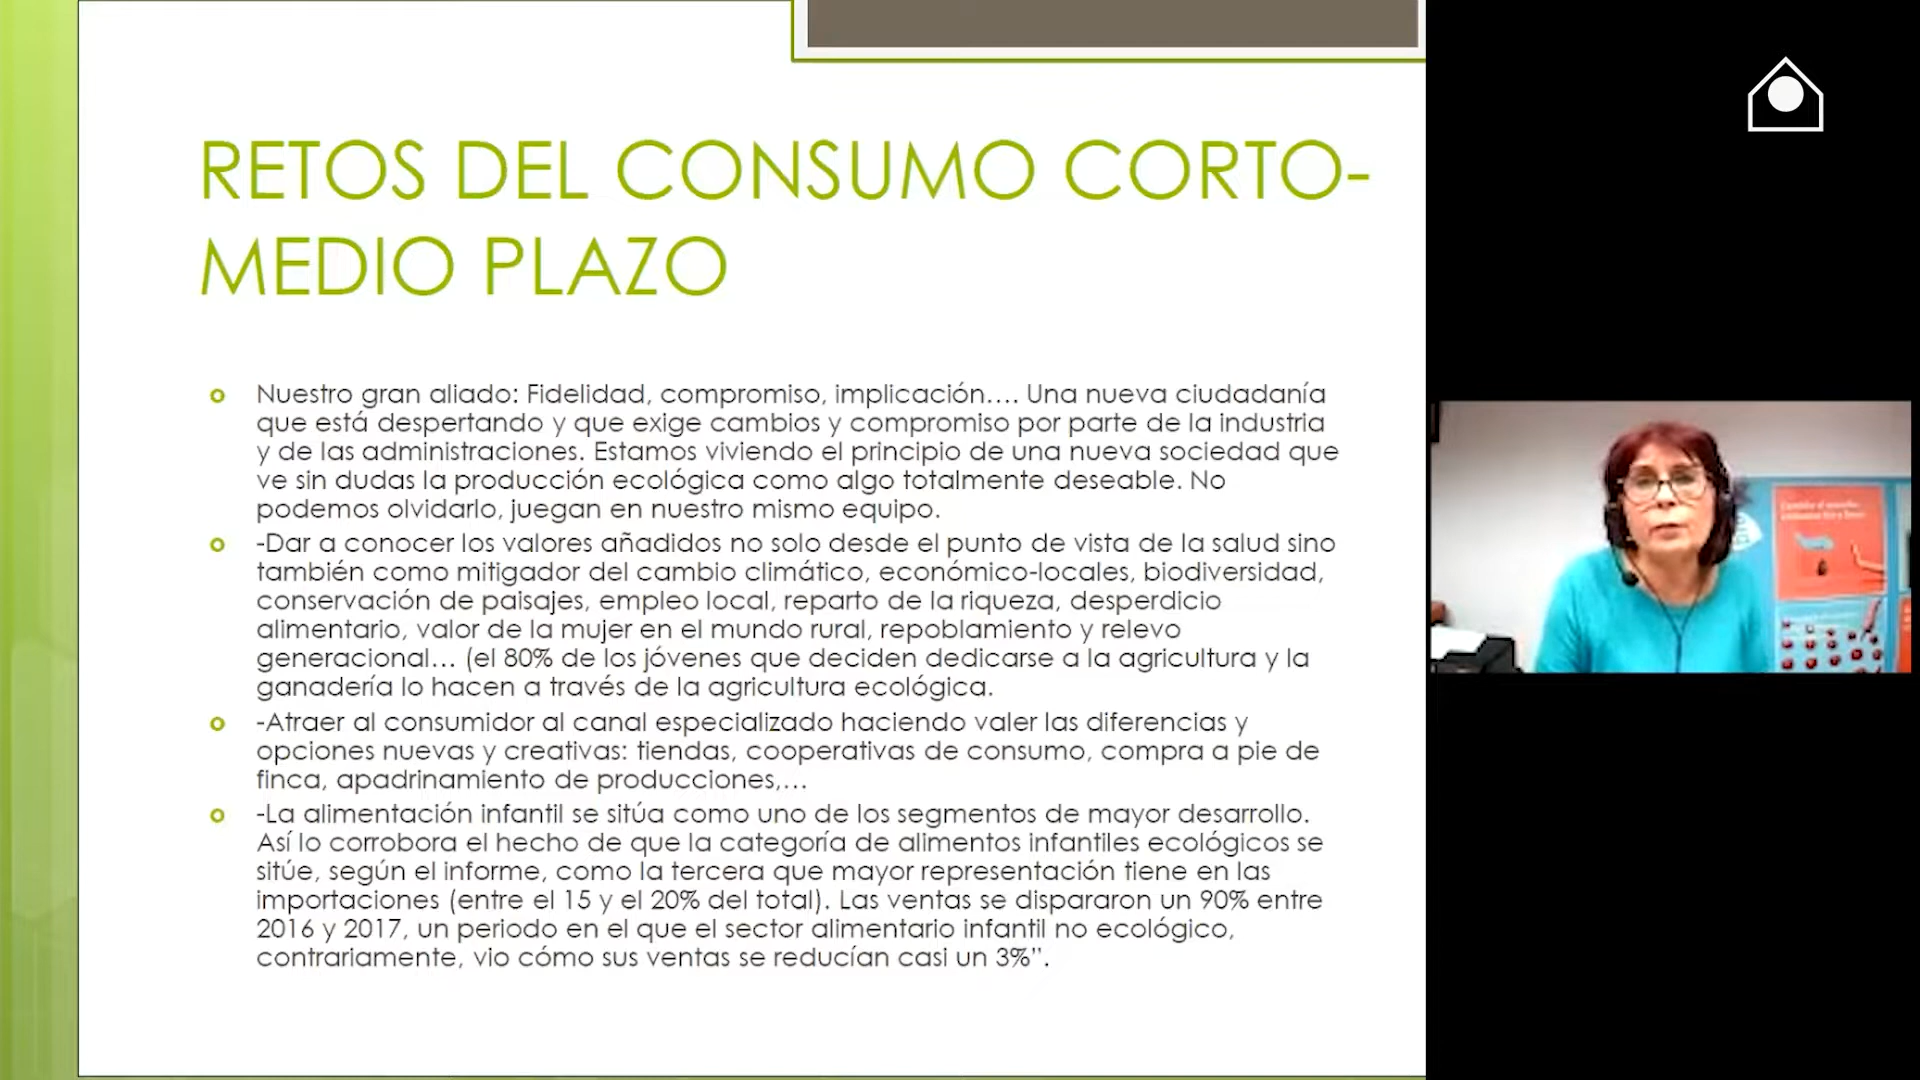 RETOS DEL CONSUMO CORTO-
MEDIO PLAZO
Nuestro gran aliado: Fidelidad, compromiso, implicación…. Una nueva ciudadanía
que está despertando y que exige cambios y compromiso por parte de la industria
y de las administraciones. Estamos viviendo el principio de una nueva sociedad que
ve sin dudas la producción ecológica como algo totalmente deseable. No
podemos olvidarlo, juegan en nuestro mismo equipo.
-Dar a conocer los valores añadidos no solo desde el punto de vista de la salud sino
también como mitigador del cambio climático, económico-locales, biodiversidad,
conservación de paisajes, empleo local, reparto de la riqueza, desperdicio
alimentario, valor de la mujer en el mundo rural, repoblamiento y relevo
generacional… (el 80% de los jóvenes que deciden dedicarse a la agricultura y la
ganadería lo hacen a través de la agricultura ecológica.
-Atraer al consumidor al canal especializado haciendo valer las diferencias y
opciones nuevas y creativas: tiendas, cooperativas de consumo, compra a pie de
finca, apadrinamiento de producciones,…
-La alimentación infantil se sitúa como uno de los segmentos de mayor desarrollo.
Así lo corrobora el hecho de que la categoría de alimentos infantiles ecológicos se
sitúe, según el informe, como la tercera que mayor representación tiene en las
importaciones (entre el 15 y el 20% del total). Las ventas se dispararon un 90% entre
2016 y 2017, un periodo en el que el sector alimentario infantil no ecológico,
contrariamente, vio cómo sus ventas se reducían casi un 3%”.